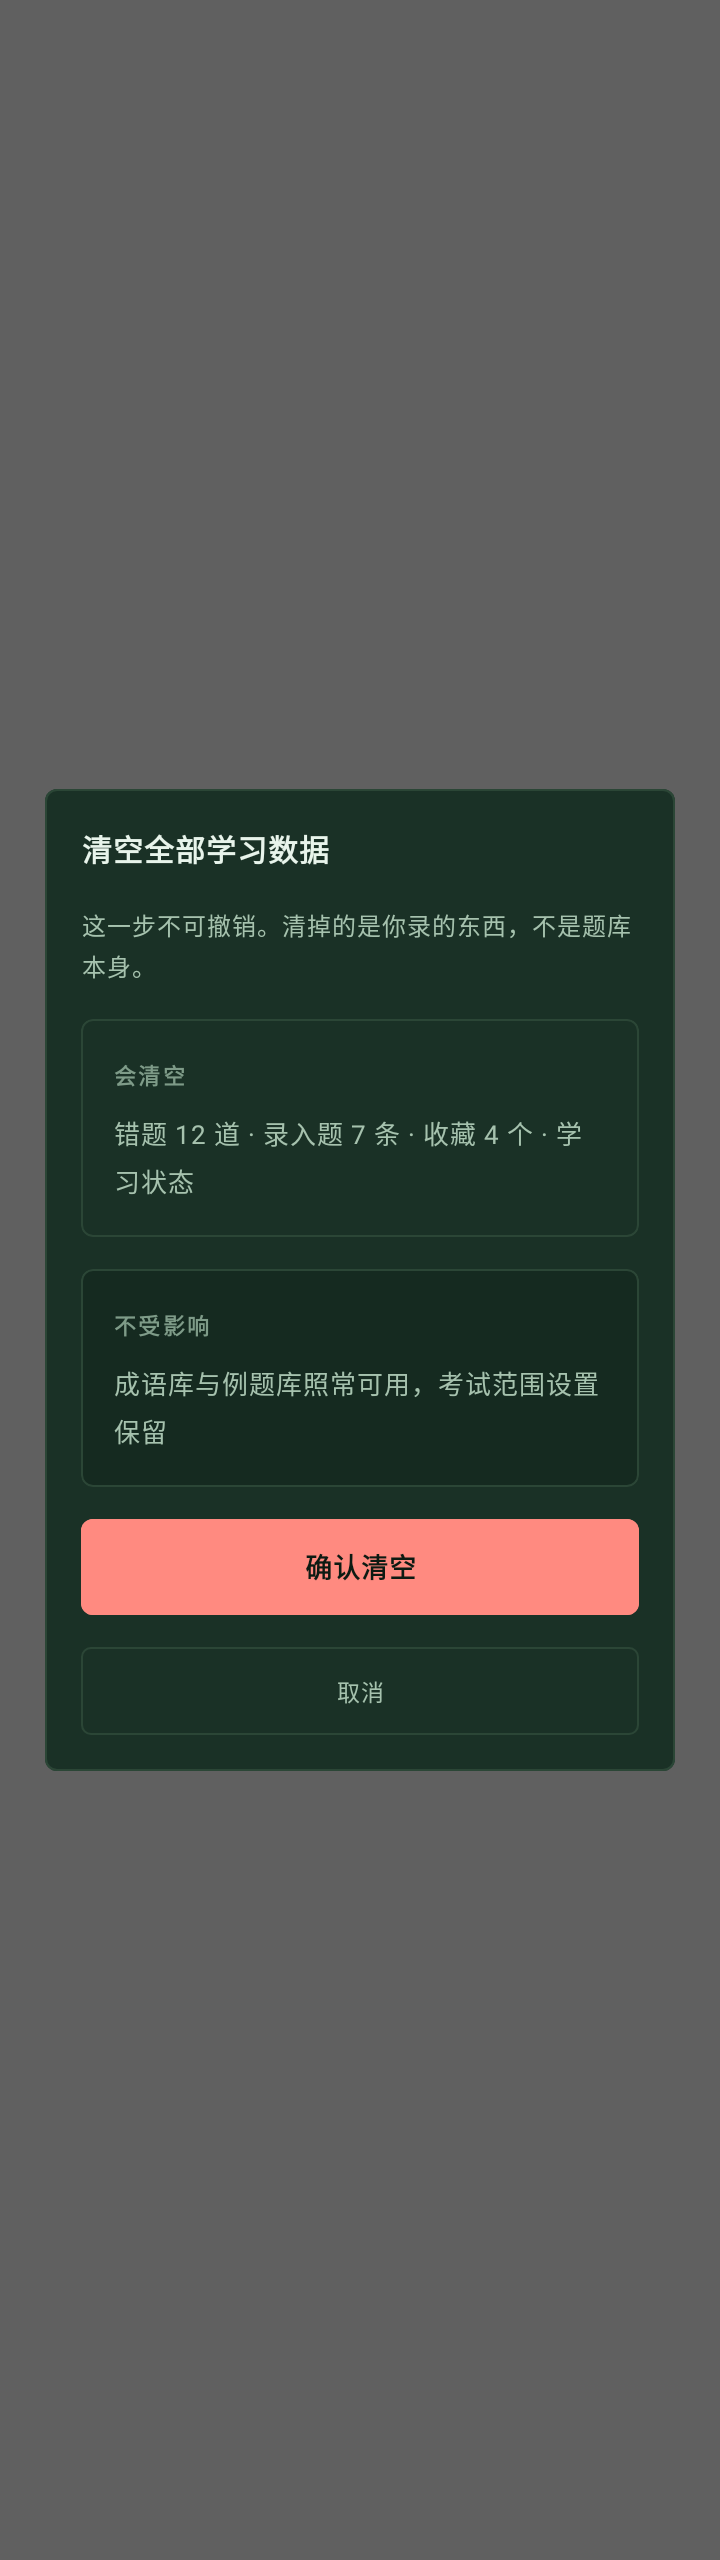 清空全部学习数据
这一步不可撤销。清掉的是你录的东西，不是题库
本身。
会清空
错题 12 道 · 录入题 7 条 · 收藏 4 个 · 学
习状态
不受影响
成语库与例题库照常可用，考试范围设置
保留
确认清空
取消